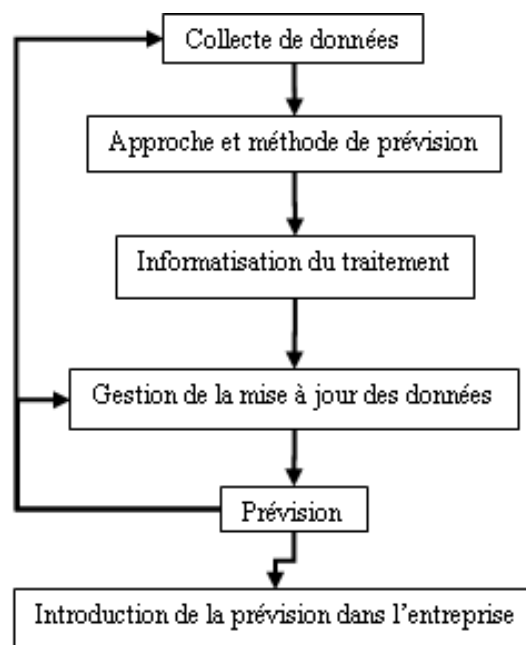 Collecte de données
Approche et méthode de prévision
Informatisation du traitement
Gestion de la mise à jour des données
Prévision
Introduction de la prévision dans l'entreprise